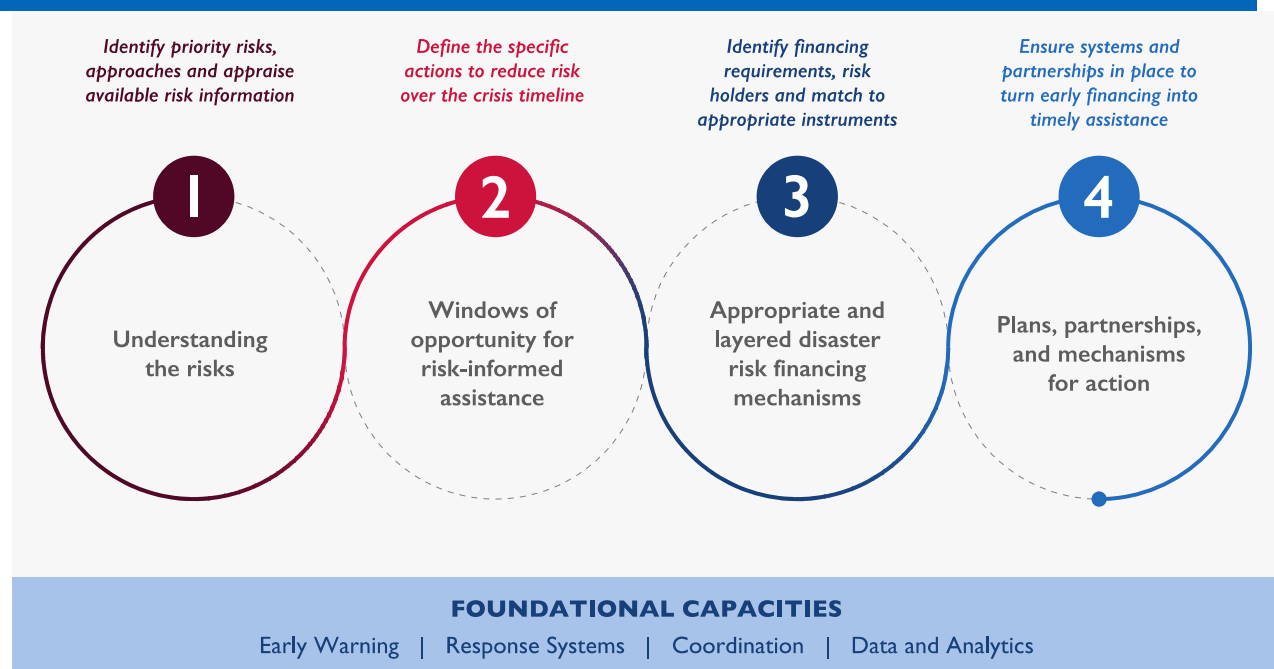 Identify priority risks,
approaches and appraise
available risk information
Define the specific
actions to reduce risk
over the crisis timeline
Identify financing
requirements, risk
holders and match to
appropriate instruments
Ensure systems and
partnerships in place to
turn early financing into
timely assistance
1
2
3
4
Understanding
the risks
Windows of
opportunity for
risk-informed
assistance
Appropriate and
layered disaster
risk financing
mechanisms
Plans, partnerships,
and mechanisms
for action
FOUNDATIONAL CAPACITIES
Early Warning | Response Systems | Coordination | Data and Analytics